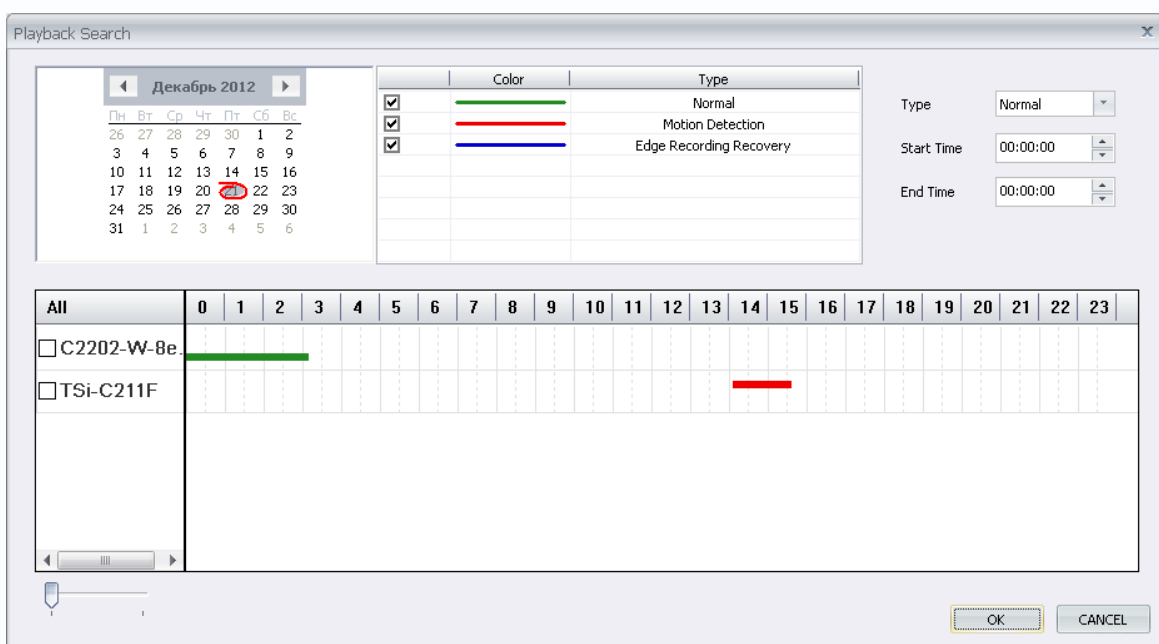 Playback Search
Декабрь 2012
Пн Вт Ср Чт Пт Сб Вс
26 27 28 29 30 1 2
3 4 5 6 7 8 9
10 11 12 13 14 15 16
17 18 19 20 21 22 23
24 25 26 27 28 29 30
31 1 2 3 4 5 6
Color Type
Normal
Motion Detection
Edge Recording Recovery
Type Normal
Start Time 00:00:00
End Time 00:00:00
All 0 1 2 3 4 5 6 7 8 9 10 11 12 13 14 15 16 17 18 19 20 21 22 23
C2202-W-8e.
TSi-C211F
OK CANCEL